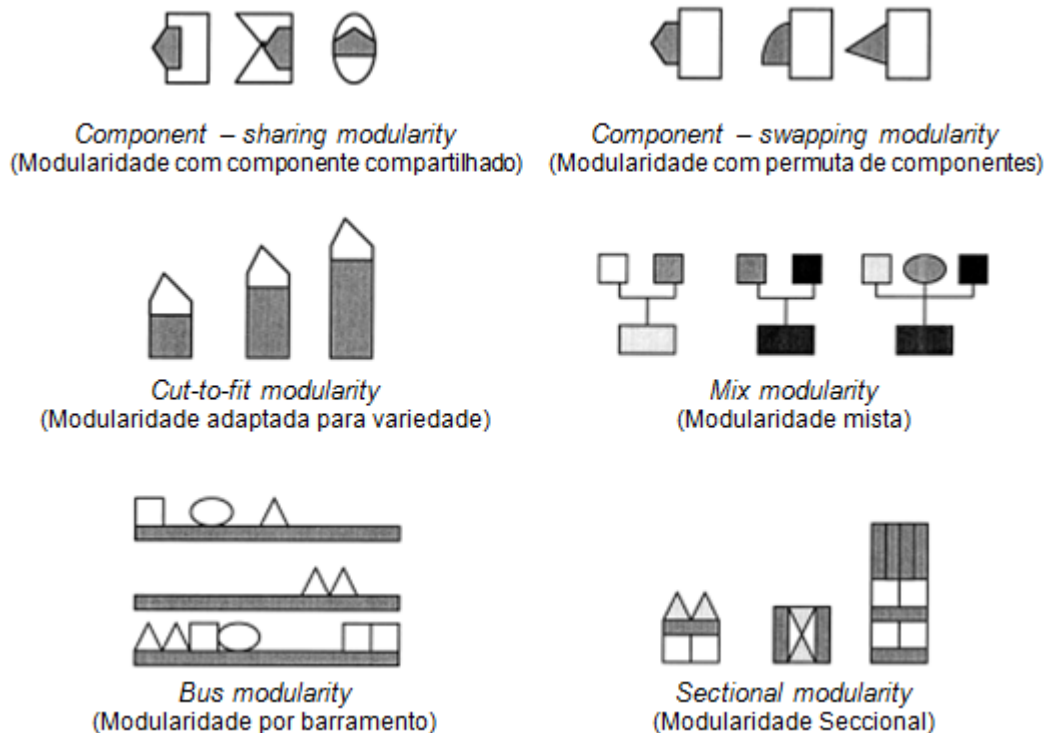 Component – sharing modularity
(Modularidade com componente compartilhado)
Component – swapping modularity
(Modularidade com permuta de componentes)
Cut-to-fit modularity
(Modularidade adaptada para variedade)
Mix modularity
(Modularidade mista)
Bus modularity
(Modularidade por barramento)
Sectional modularity
(Modularidade Seccional)